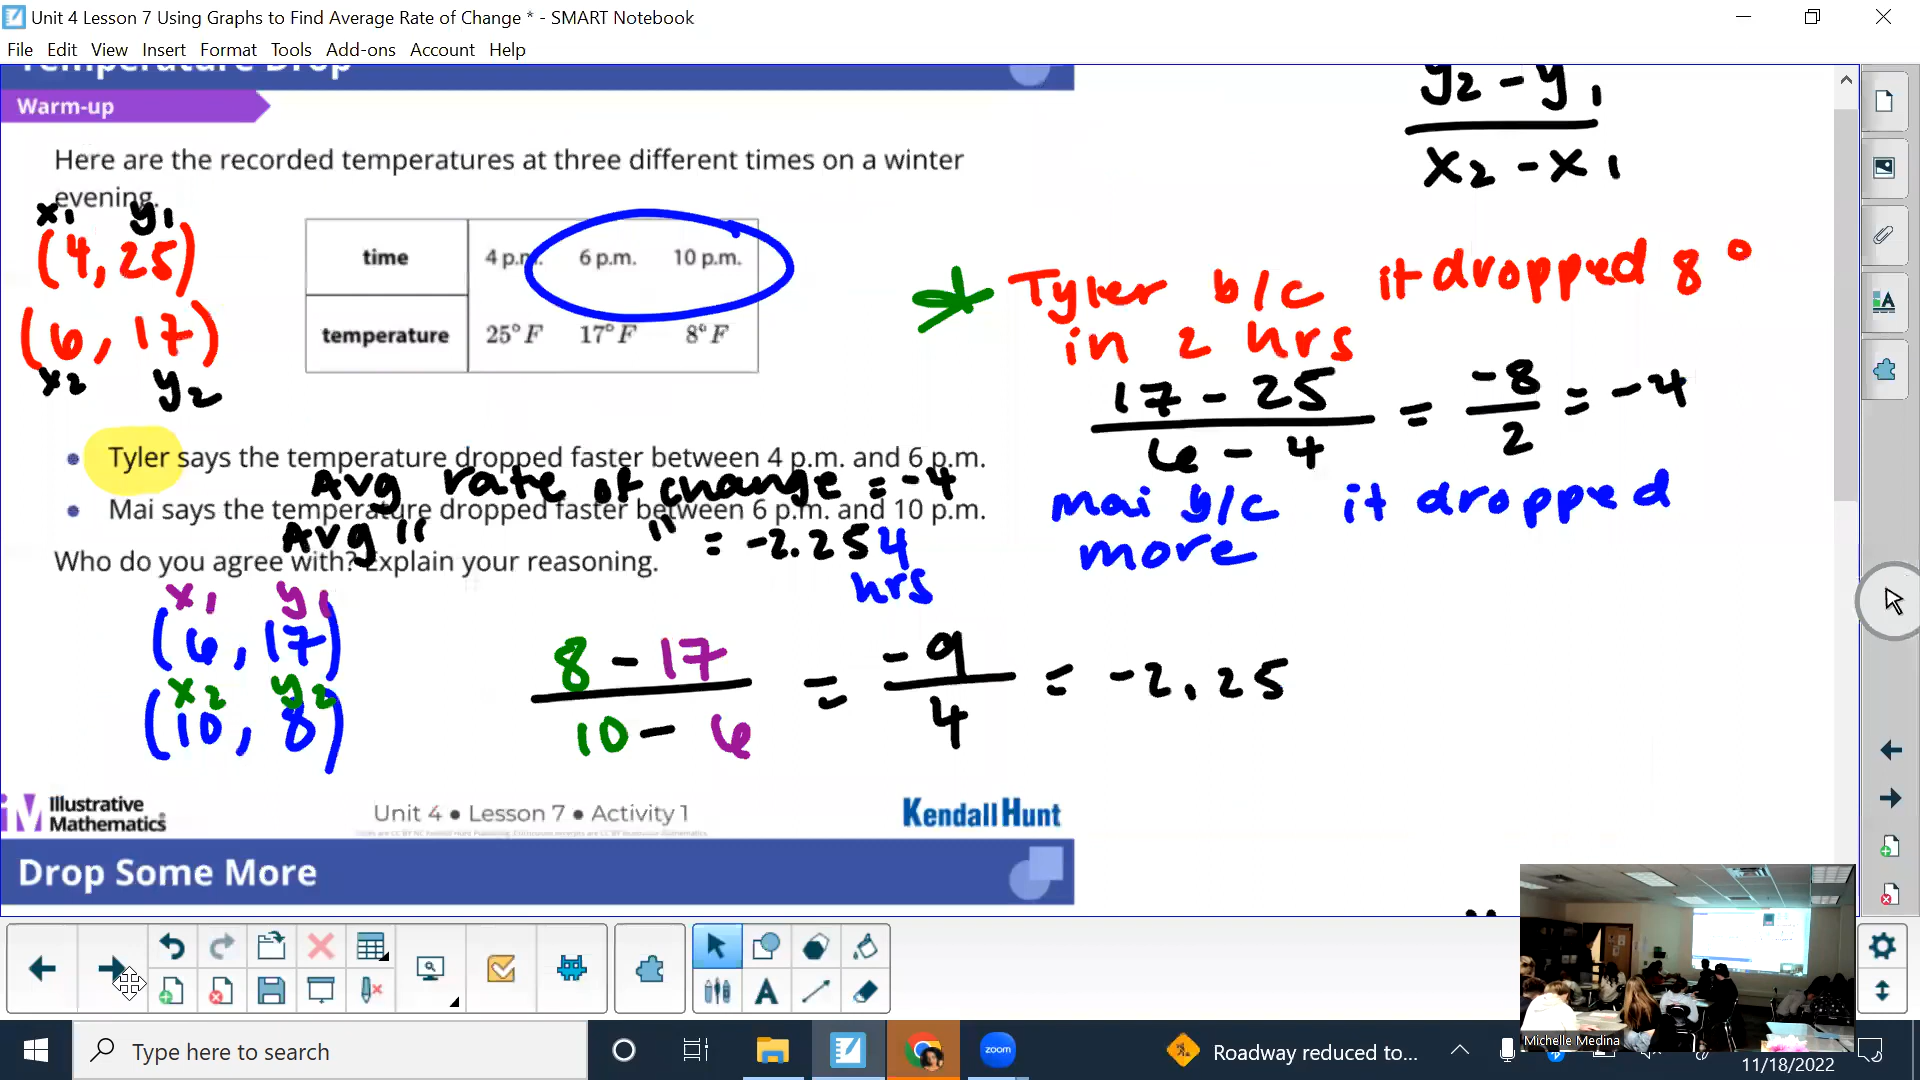 Unit 4 Lesson 7 Using Graphs to Find Average Rate of Change * - SMART Notebook
File Edit View Insert Format Tools Add-ons Account Help
Temperature Drop
Warm-up
y2 - y1
x2 - x1
Here are the recorded temperatures at three different times on a winter
evening.
x1 y1
(4, 25)
(6, 17)
x2 y2
time 4 p.m. 6 p.m. 10 p.m.
temperature 25° F 17° F 8° F
Tyler b/c it dropped 8°
in 2 hrs
17 - 25 = -8 = -4
6 - 4 2
mai b/c it dropped
more
Tyler says the temperature dropped faster between 4 p.m. and 6 p.m.
Avg rate of change = -4
Mai says the temperature dropped faster between 6 p.m. and 10 p.m.
Avg " " = -2.25
4
hrs
Who do you agree with? Explain your reasoning.
x1 y1
(6, 17)
x2 y2
(10, 8)
8 - 17 = -9 = -2.25
10 - 6 4
Illustrative
Mathematics
Unit 4 • Lesson 7 • Activity 1
Kendall Hunt
Drop Some More
Michelle Medina
Type here to search
zoom
Roadway reduced to...
11/18/2022